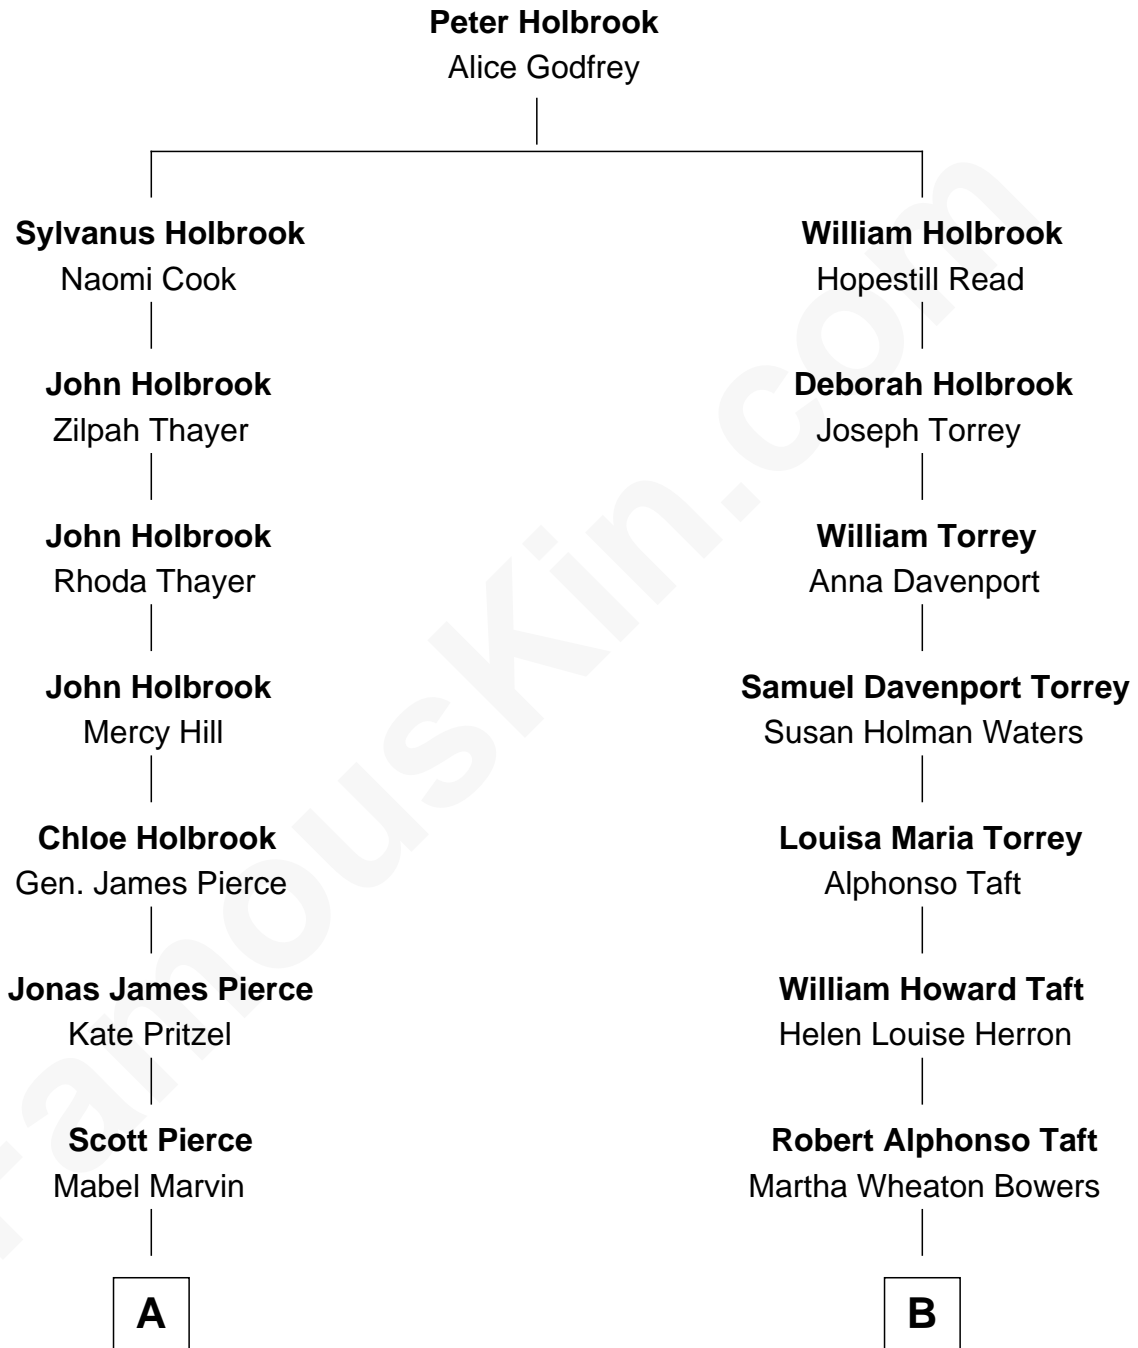 Peter Holbrook
Alice Godfrey
Sylvanus Holbrook
Naomi Cook
John Holbrook
Zilpah Thayer
John Holbrook
Rhoda Thayer
John Holbrook
Mercy Hill
Chloe Holbrook
Gen. James Pierce
Jonas James Pierce
Kate Pritzel
Scott Pierce
Mabel Marvin
A
William Holbrook
Hopestill Read
Deborah Holbrook
Joseph Torrey
William Torrey
Anna Davenport
Samuel Davenport Torrey
Susan Holman Waters
Louisa Maria Torrey
Alphonso Taft
William Howard Taft
Helen Louise Herron
Robert Alphonso Taft
Martha Wheaton Bowers
B
FamousKin.com